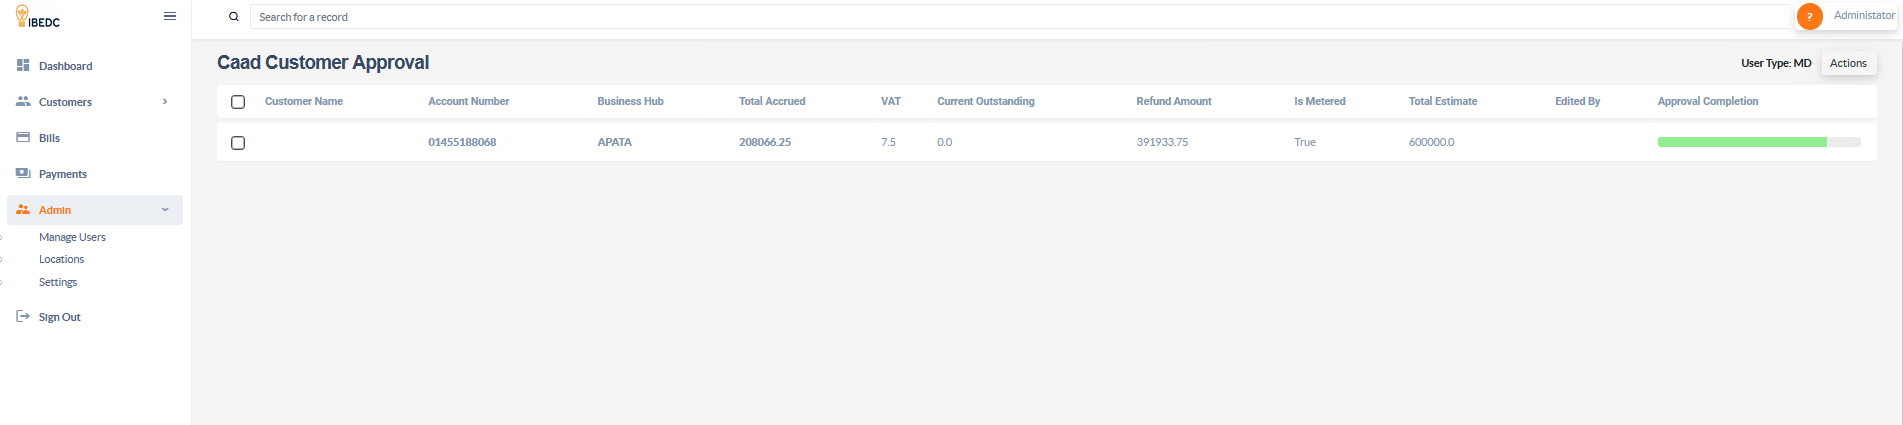 IBEDC
Search for a record
?
Administator
Dashboard
Customers
Bills
Payments
Admin
Manage Users
Locations
Settings
Sign Out
Caad Customer Approval
User Type: MD
Actions
Customer Name Account Number Business Hub Total Accrued VAT Current Outstanding Refund Amount Is Metered Total Estimate Edited By Approval Completion
01455188068 APATA 208066.25 7.5 0.0 391933.75 True 600000.0